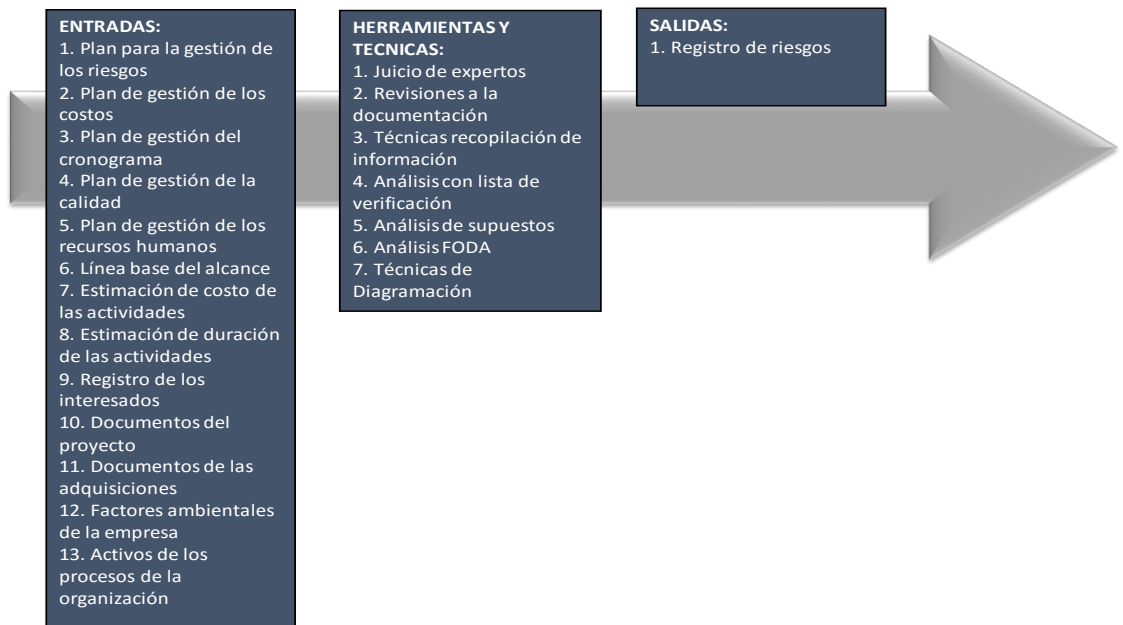 ENTRADAS:
1. Plan para la gestión de
los riesgos
2. Plan de gestión de los
costos
3. Plan de gestión del
cronograma
4. Plan de gestión de la
calidad
5. Plan de gestión de los
recursos humanos
6. Línea base del alcance
7. Estimación de costo de
las actividades
8. Estimación de duración
de las actividades
9. Registro de los
interesados
10. Documentos del
proyecto
11. Documentos de las
adquisiciones
12. Factores ambientales
de la empresa
13. Activos de los
procesos de la
organización
HERRAMIENTAS Y
TECNICAS:
1. Juicio de expertos
2. Revisiones a la
documentación
3. Técnicas recopilación de
información
4. Análisis con lista de
verificación
5. Análisis de supuestos
6. Análisis FODA
7. Técnicas de
Diagramación
SALIDAS:
1. Registro de riesgos